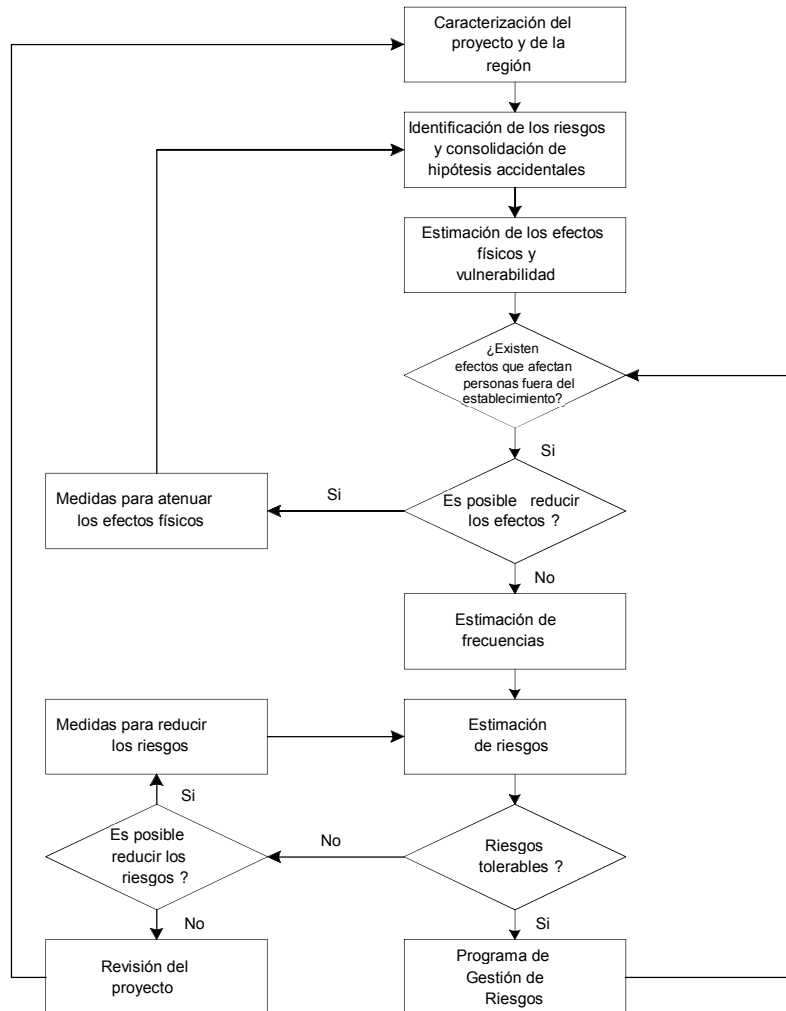 Caracterización del
proyecto y de la
región
Identificación de los riesgos
y consolidación de
hipótesis accidentales
Estimación de los efectos
físicos y
vulnerabilidad
¿Existen
efectos que afectan
personas fuera del
establecimiento?
Si
Es posible reducir
los efectos ?
Si
Medidas para atenuar
los efectos físicos
No
Estimación de
frecuencias
Medidas para reducir
los riesgos
Estimación
de riesgos
Si
Es posible
reducir los
riesgos ?
No
Riesgos
tolerables ?
No
Si
Revisión del
proyecto
Programa de
Gestión de
Riesgos